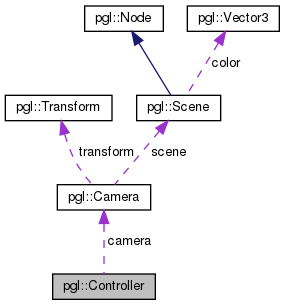 pgl::Node
pgl::Vector3
color
pgl::Transform
pgl::Scene
transform
scene
pgl::Camera
camera
pgl::Controller